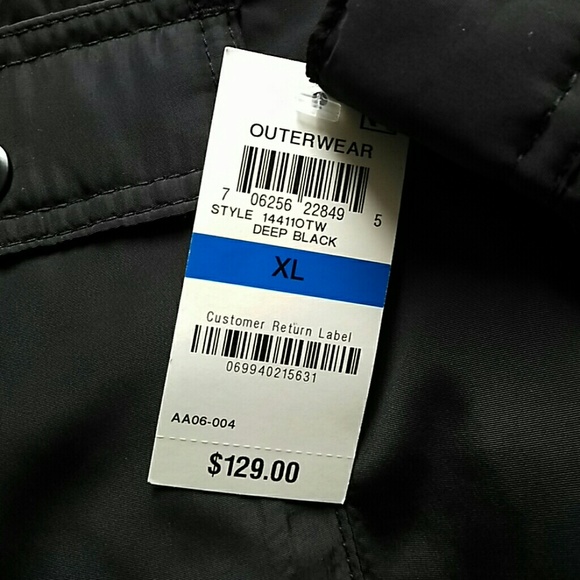 OUTERWEAR
7 06256 22849 5
STYLE 144110TW
DEEP BLACK
XL
Customer Return Label
069940215631
AA06-004
$129.00